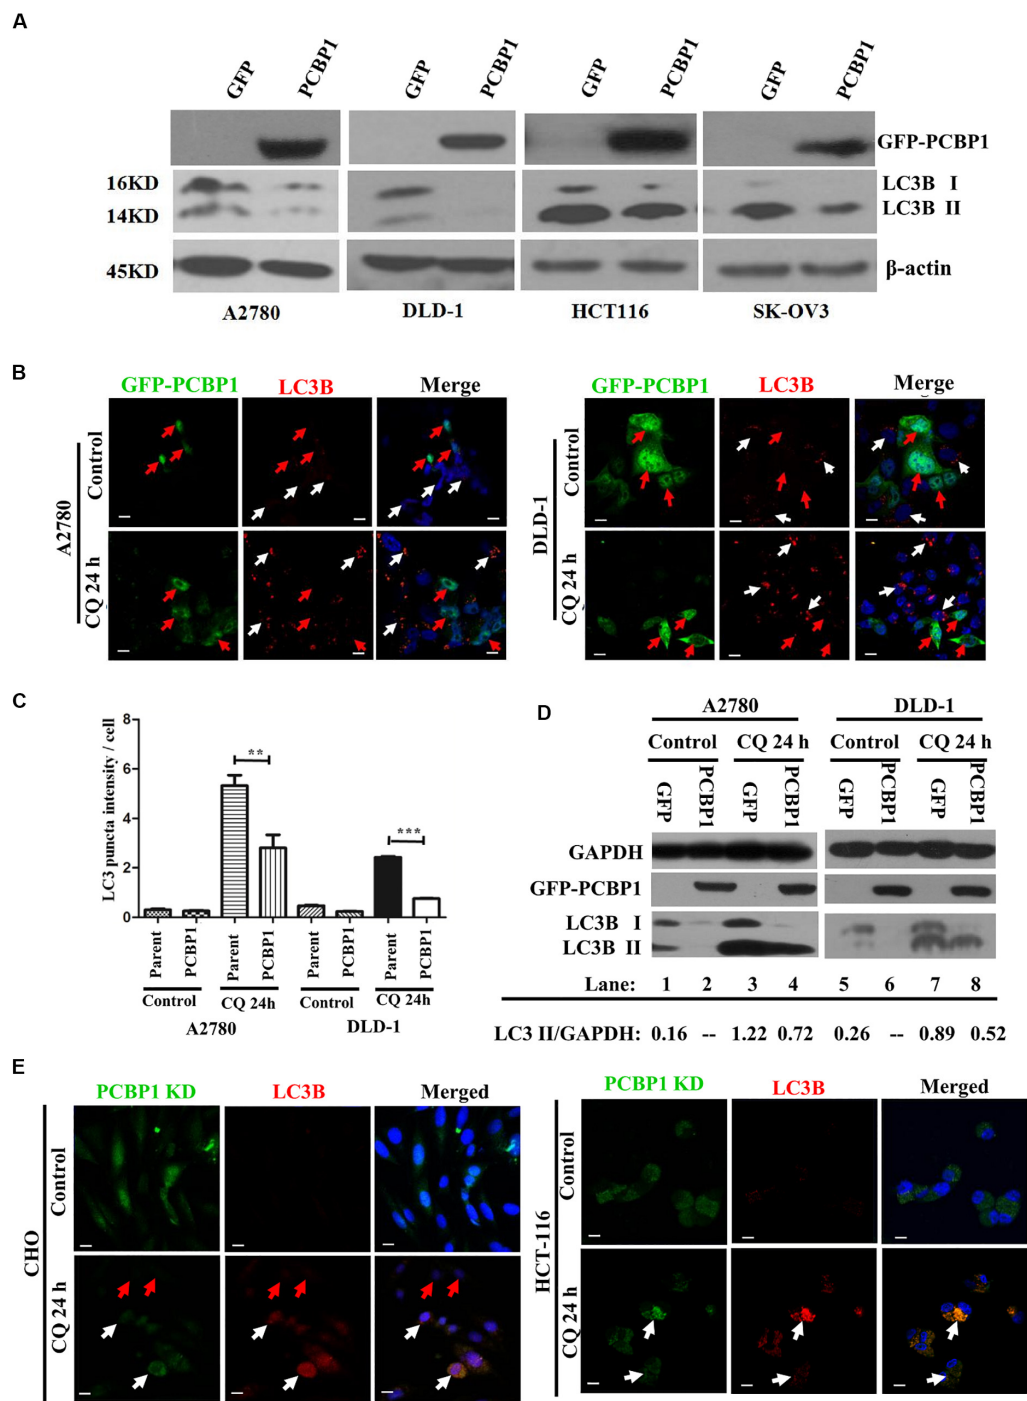 A
GFP PCBP1 GFP PCBP1 GFP PCBP1 GFP PCBP1
GFP-PCBP1
16KD LC3B I
14KD LC3B II
45KD β-actin
A2780 DLD-1 HCT116 SK-OV3
B
GFP-PCBP1 LC3B Merge GFP-PCBP1 LC3B Merge
A2780
Control
CQ 24 h
DLD-1
Control
CQ 24 h
C
LC3 puncta intensity / cell
8
6
4
2
0
** ***
Parent PCBP1 Parent PCBP1 Parent PCBP1 Parent PCBP1
Control CQ 24h Control CQ 24h
A2780 DLD-1
D
A2780 DLD-1
Control CQ 24 h Control CQ 24 h
GFP PCBP1 GFP PCBP1 GFP PCBP1 GFP PCBP1
GAPDH
GFP-PCBP1
LC3B I
LC3B II
Lane: 1 2 3 4 5 6 7 8
LC3 II/GAPDH: 0.16 -- 1.22 0.72 0.26 -- 0.89 0.52
E
PCBP1 KD LC3B Merged PCBP1 KD LC3B Merged
CHO
Control
CQ 24 h
HCT-116
Control
CQ 24 h